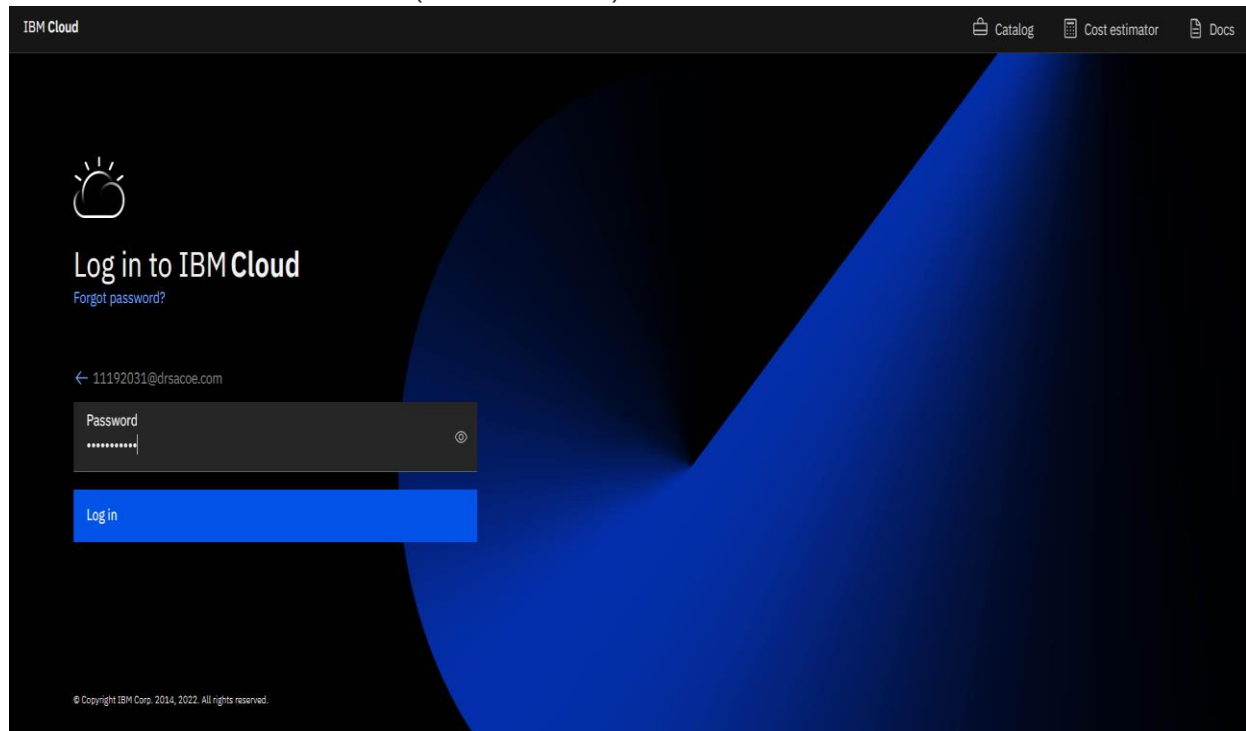 IBM Cloud
Catalog
Cost estimator
Docs
Log in to IBM Cloud
Forgot password?
← 11192031@drsacoe.com
Password
•••••••••••
Log in
© Copyright IBM Corp. 2014, 2022. All rights reserved.